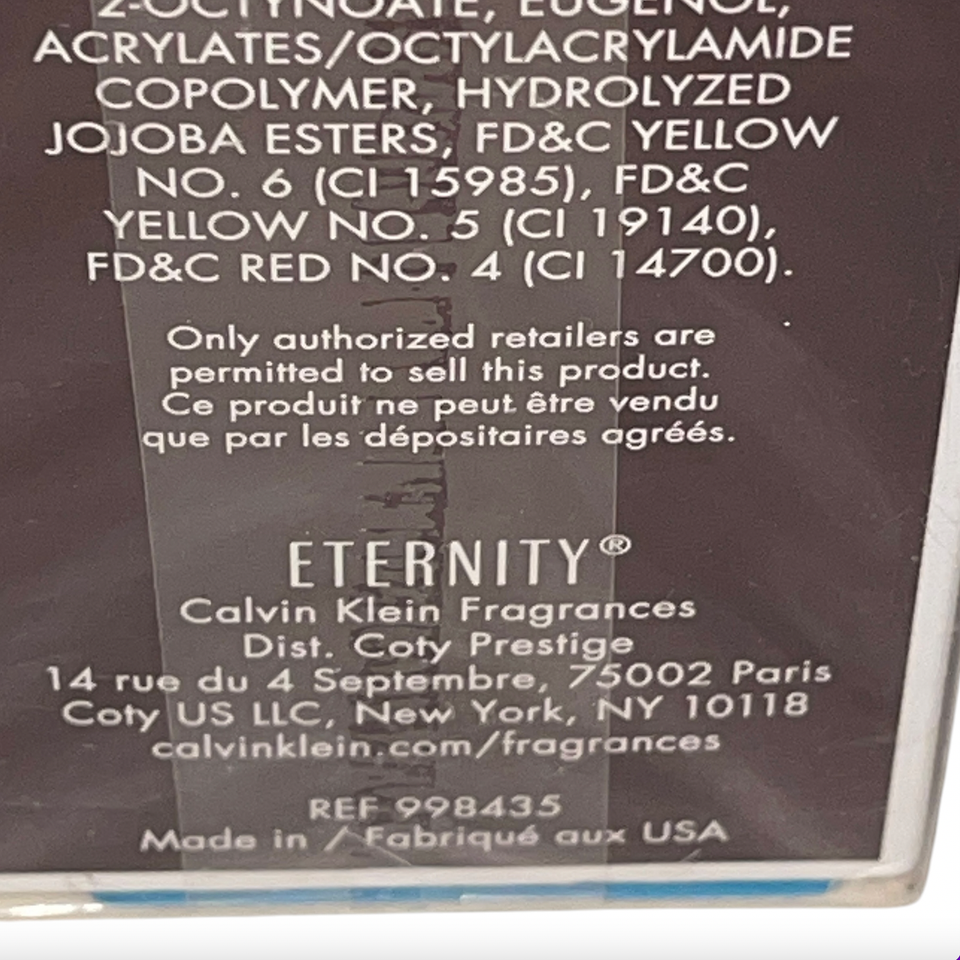 2-OCTYNOATE, EUGENOL,
ACRYLATES/OCTYLACRYLAMIDE
COPOLYMER, HYDROLYZED
JOJOBA ESTERS, FD&C YELLOW
NO. 6 (CI 15985), FD&C
YELLOW NO. 5 (CI 19140),
FD&C RED NO. 4 (CI 14700).
Only authorized retailers are
permitted to sell this product.
Ce produit ne peut être vendu
que par les dépositaires agréés.
ETERNITY®
Calvin Klein Fragrances
Dist. Coty Prestige
14 rue du 4 Septembre, 75002 Paris
Coty US LLC, New York, NY 10118
calvinklein.com/fragrances
REF 998435
Made in / Fabriqué aux USA